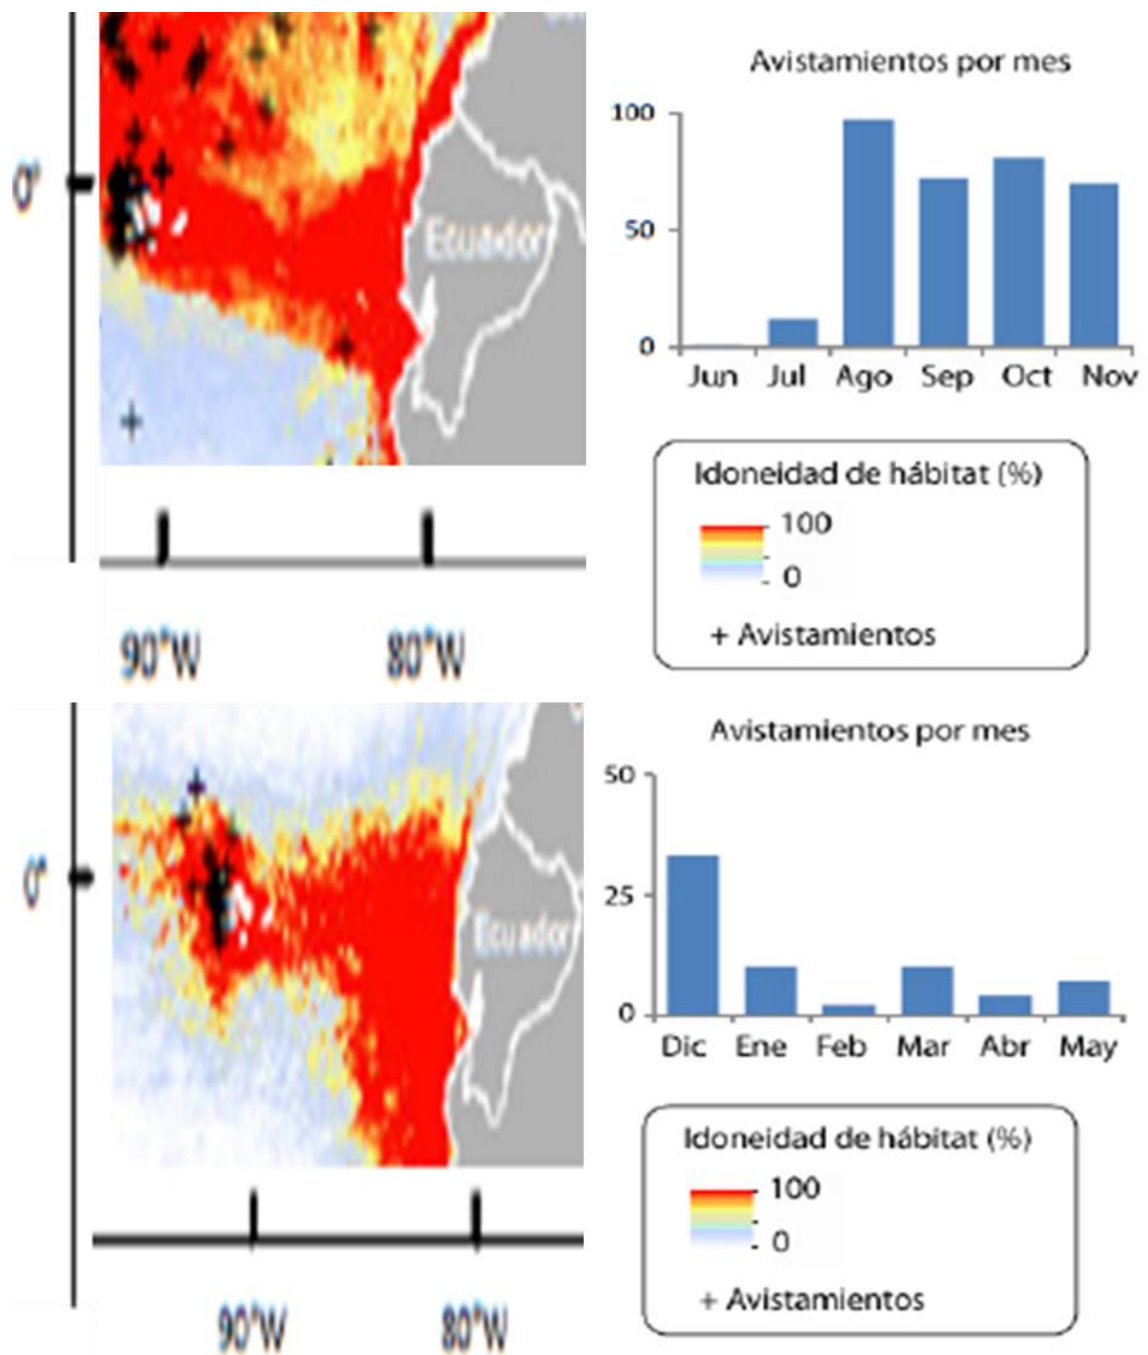 Avistamientos por mes
100
50
0
Jun Jul Ago Sep Oct Nov
0°
Ecuador
Idoneidad de hábitat (%)
100
0
+ Avistamientos
90°W 80°W
Avistamientos por mes
50
25
0
Dic Ene Feb Mar Abr May
0°
Ecuador
Idoneidad de hábitat (%)
100
0
+ Avistamientos
90°W 80°W